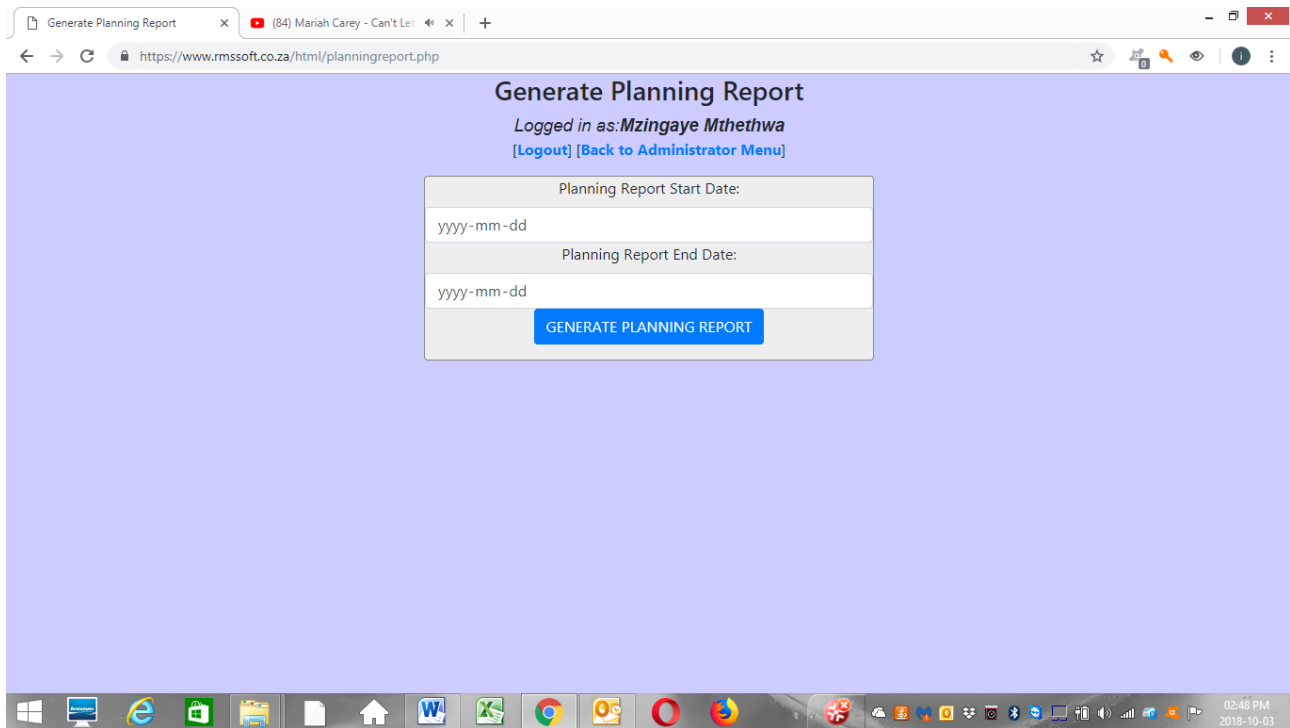 Generate Planning Report
(84) Mariah Carey - Can't Let
https://www.rmssoft.co.za/html/planningreport.php
0
i
Generate Planning Report
Logged in as:Mzingaye Mthethwa
[Logout] [Back to Administrator Menu]
Planning Report Start Date:
yyyy-mm-dd
Planning Report End Date:
yyyy-mm-dd
GENERATE PLANNING REPORT
02:48 PM
2018-10-03